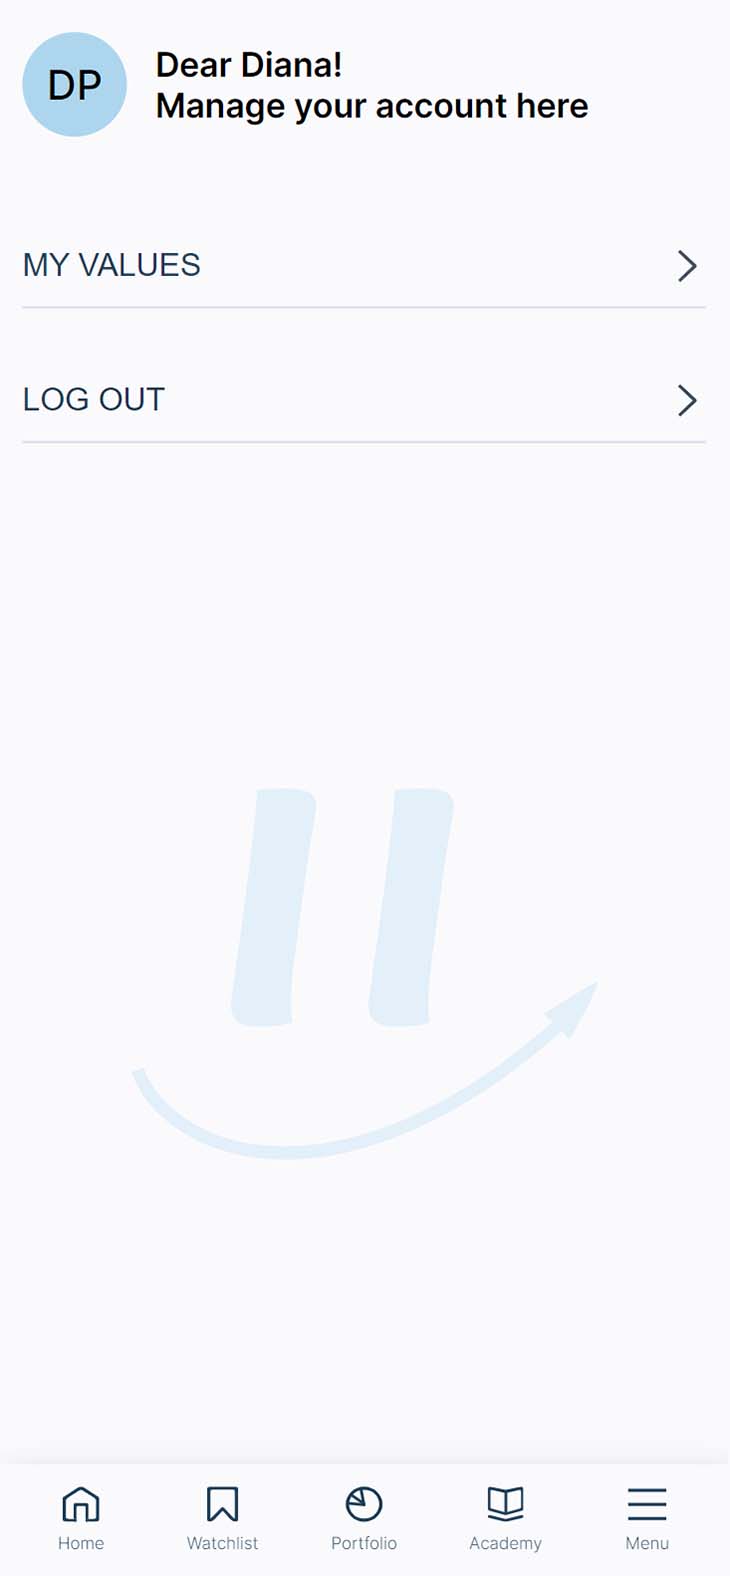 DP
Dear Diana!
Manage your account here
MY VALUES
LOG OUT
Home
Watchlist
Portfolio
Academy
Menu